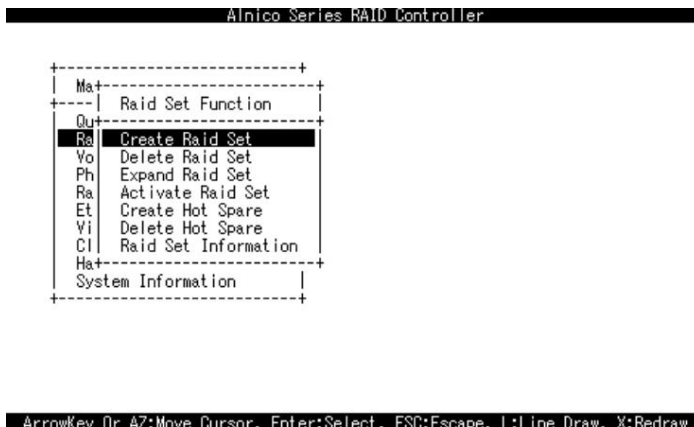 Alnico Series RAID Controller
Ma
Raid Set Function
Qu
Ra Create Raid Set
Vo Delete Raid Set
Ph Expand Raid Set
Ra Activate Raid Set
Et Create Hot Spare
Vi Delete Hot Spare
Cl Raid Set Information
Ha
System Information
ArrowKey Or AZ:Move Cursor, Enter:Select, ESC:Escape, L:Line Draw, X:Redraw